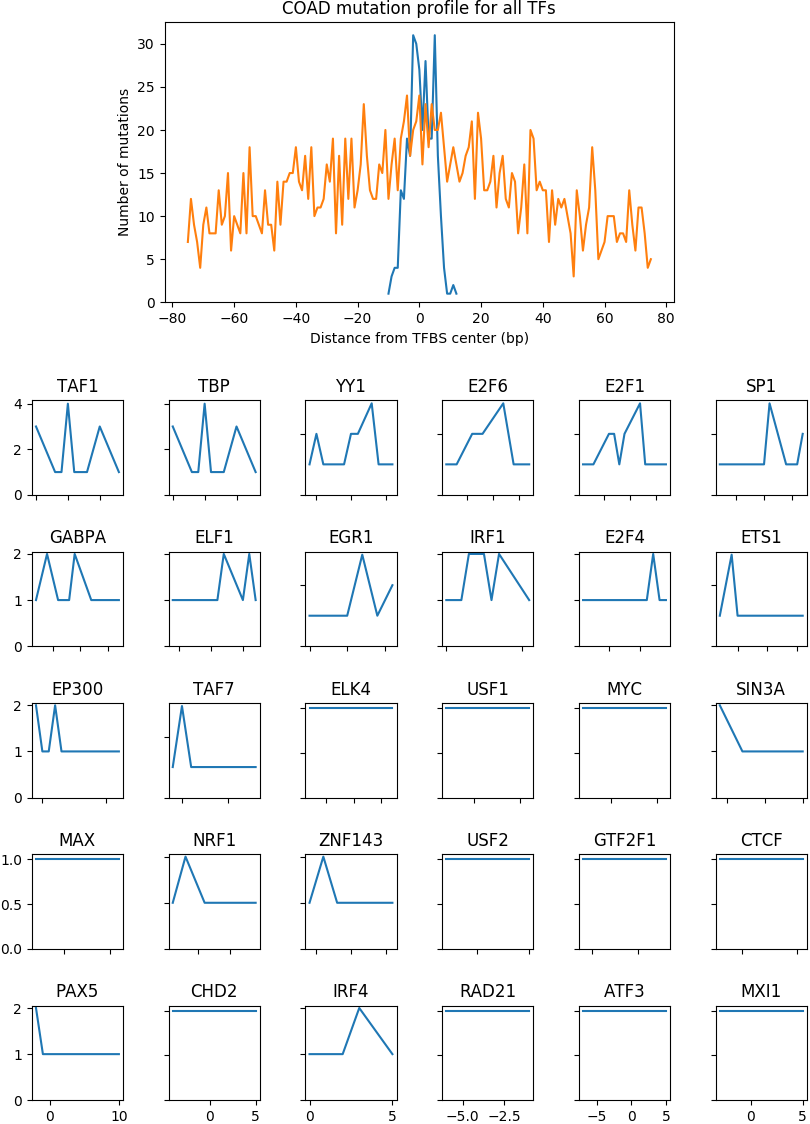 COAD mutation profile for all TFs
Number of mutations
30
25
20
15
10
5
0
−80 −60 −40 −20 0 20 40 60 80
Distance from TFBS center (bp)
TAF1 TBP YY1 E2F6 E2F1 SP1
4
2
0
GABPA ELF1 EGR1 IRF1 E2F4 ETS1
2
1
0
EP300 TAF7 ELK4 USF1 MYC SIN3A
2
1
0
MAX NRF1 ZNF143 USF2 GTF2F1 CTCF
1.0
0.5
0.0
PAX5 CHD2 IRF4 RAD21 ATF3 MXI1
2
1
0
0 10 0 5 0 5 −5.0 −2.5 −5 0 5 0 5